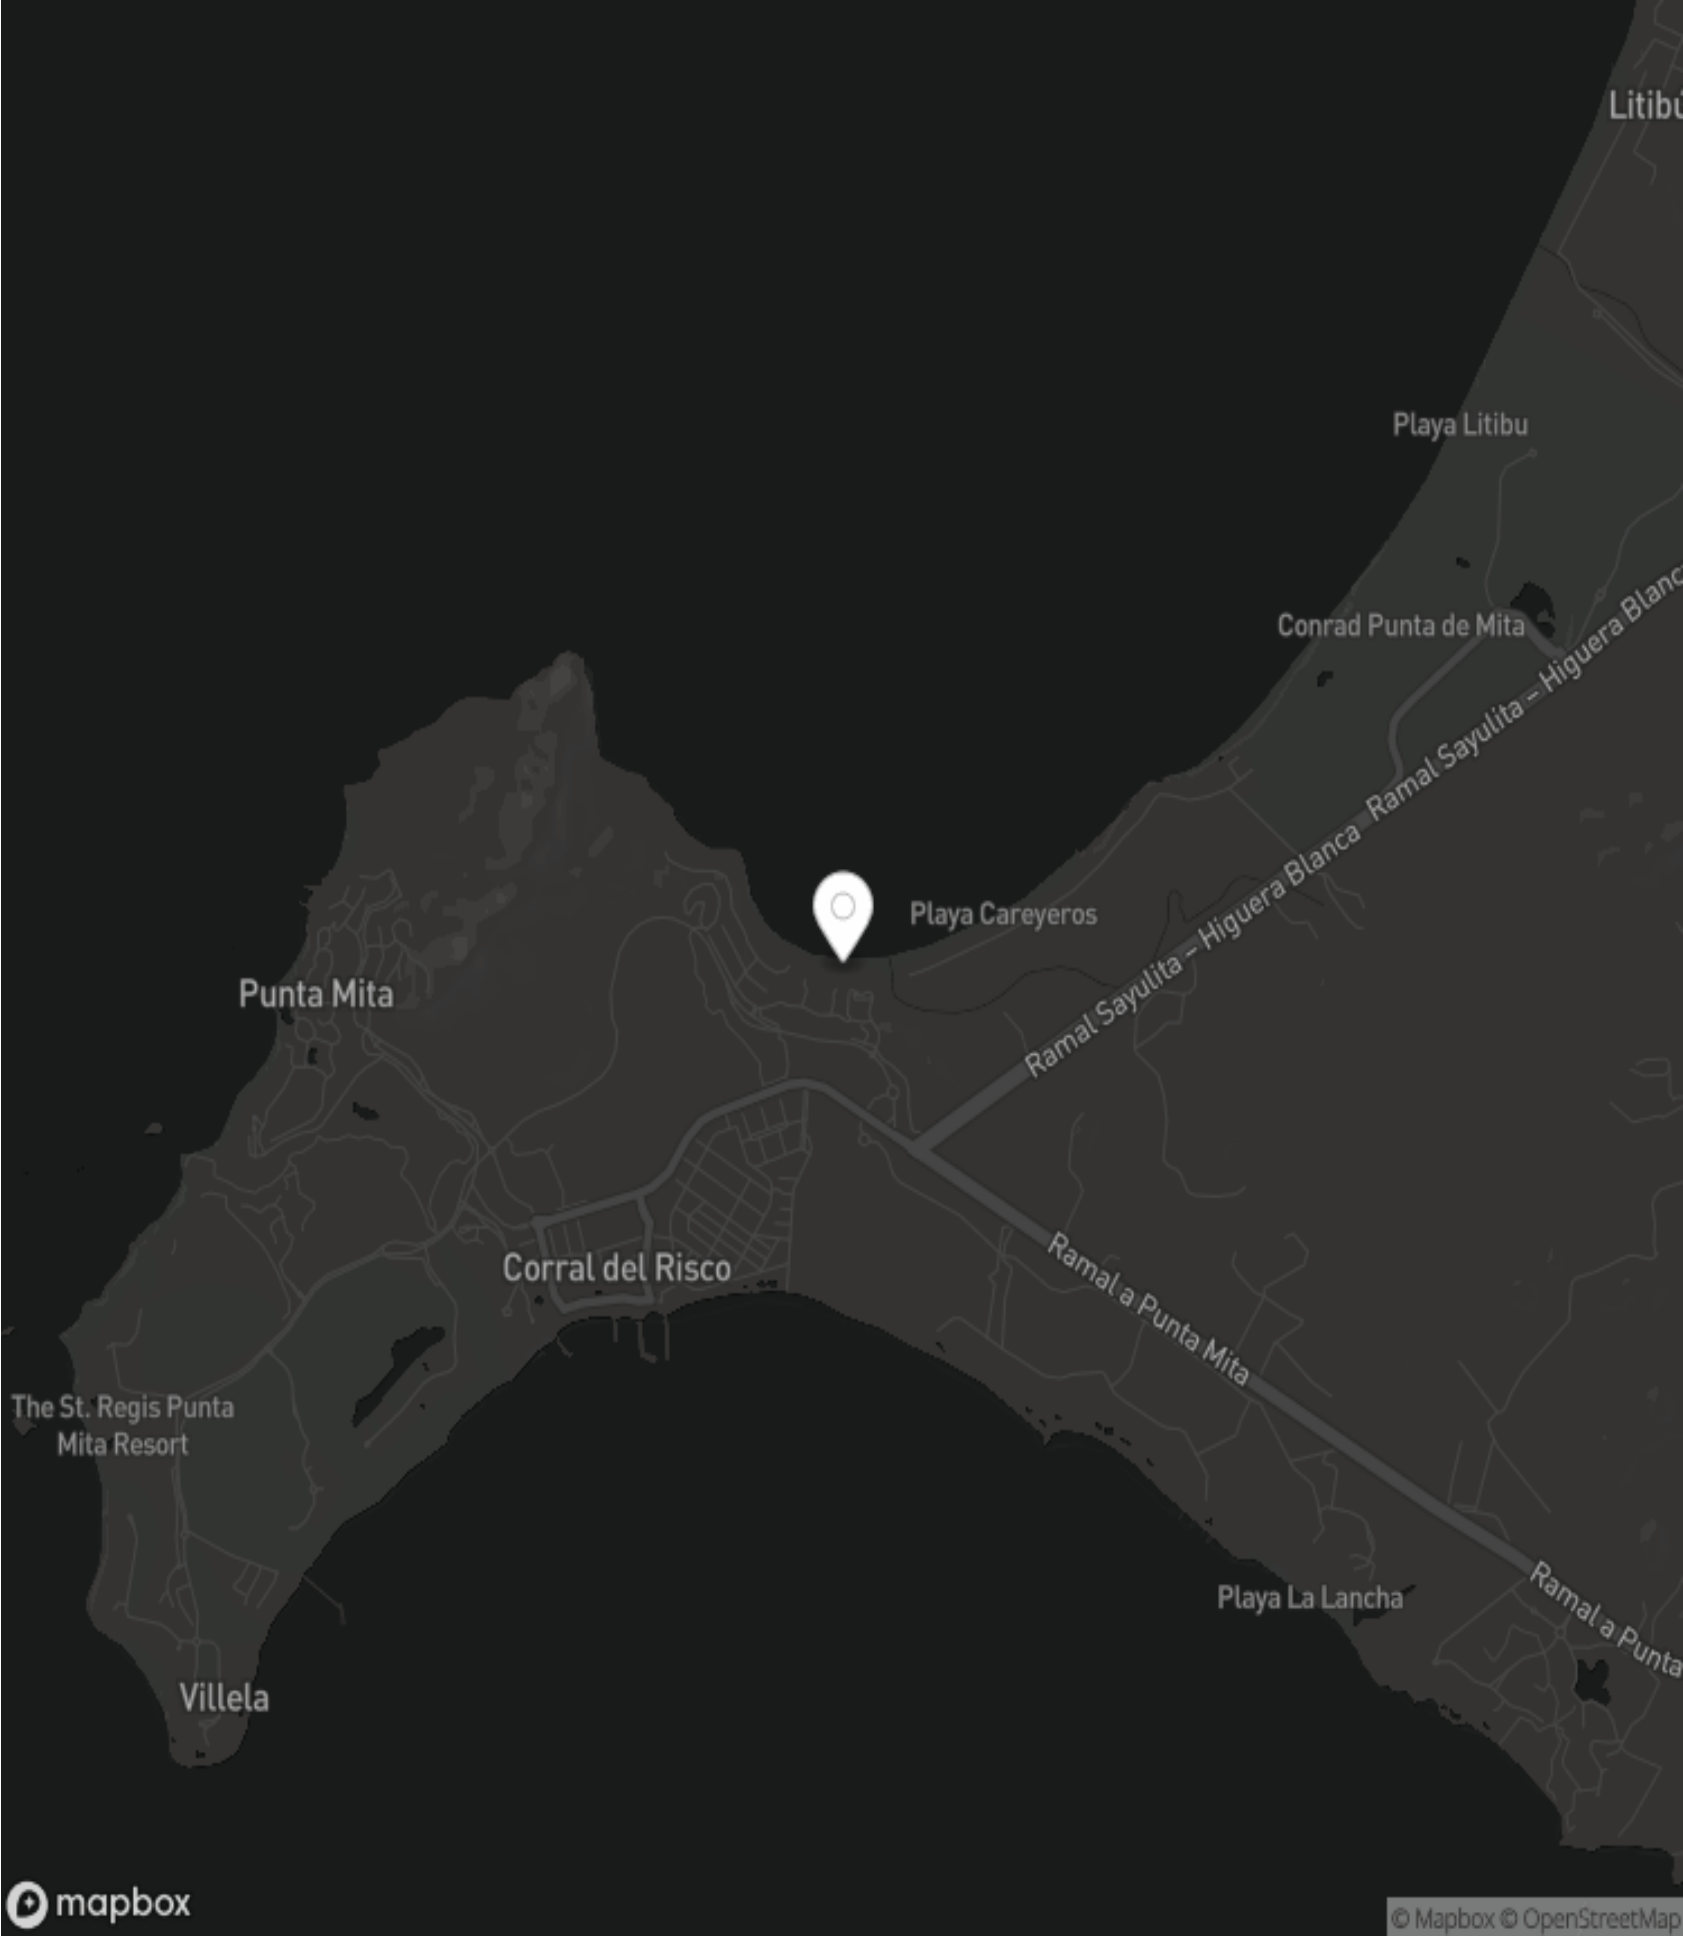 Litibú
Playa Litibu
Conrad Punta de Mita
Ramal Sayulita – Higuera Blanc
Ramal Sayulita – Higuera Blanca
Playa Careyeros
Punta Mita
Corral del Risco
Ramal a Punta Mita
The St. Regis Punta
Mita Resort
Playa La Lancha
Ramal a Punta
Villela
mapbox
© Mapbox © OpenStreetMap